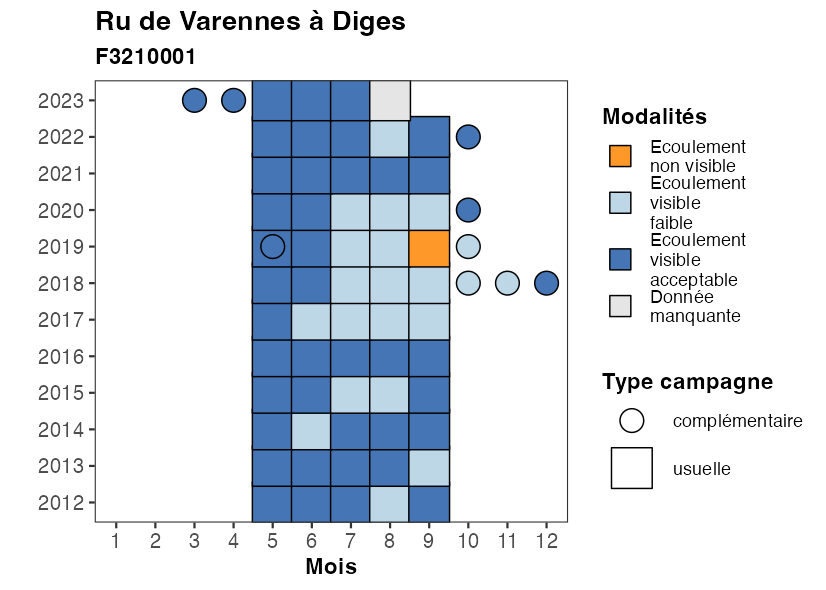 Ru de Varennes à Diges
F3210001
2023
2022
2021
2020
2019
2018
2017
2016
2015
2014
2013
2012
1 2 3 4 5 6 7 8 9 10 11 12
Mois
Modalités
Ecoulement
non visible
Ecoulement
visible
faible
Ecoulement
visible
acceptable
Donnée
manquante
Type campagne
complémentaire
usuelle